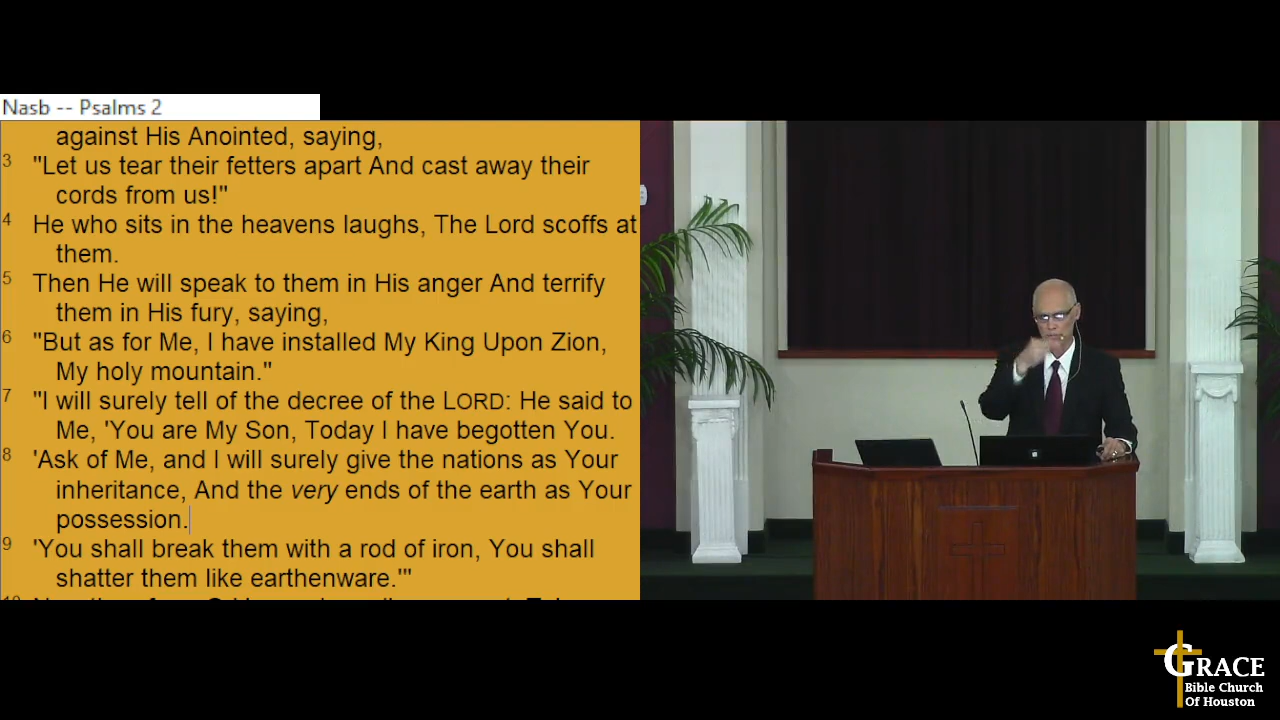 Nasb -- Psalms 2
against His Anointed, saying,
3 "Let us tear their fetters apart And cast away their
cords from us!"
4 He who sits in the heavens laughs, The Lord scoffs at
them.
5 Then He will speak to them in His anger And terrify
them in His fury, saying,
6 "But as for Me, I have installed My King Upon Zion,
My holy mountain."
7 "I will surely tell of the decree of the LORD: He said to
Me, 'You are My Son, Today I have begotten You.
8 'Ask of Me, and I will surely give the nations as Your
inheritance, And the very ends of the earth as Your
possession.
9 'You shall break them with a rod of iron, You shall
shatter them like earthenware.'"
GRACE
Bible Church
Of Houston